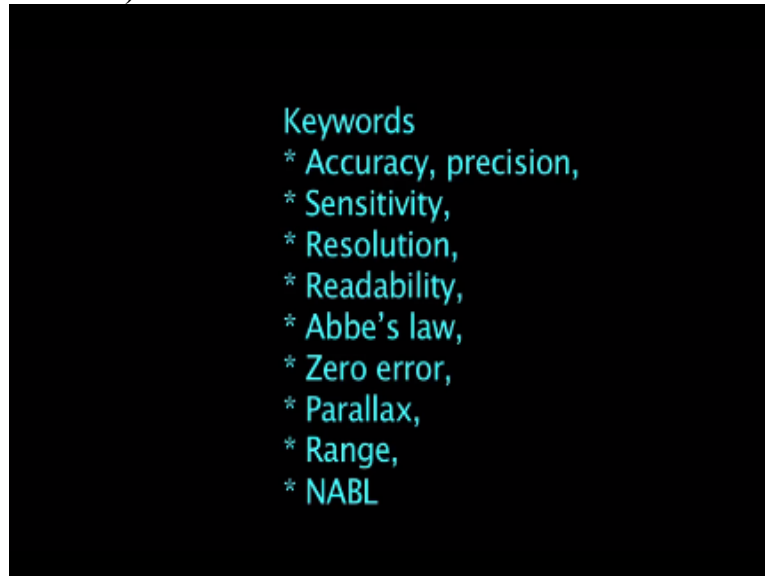 Keywords
* Accuracy, precision,
* Sensitivity,
* Resolution,
* Readability,
* Abbe’s law,
* Zero error,
* Parallax,
* Range,
* NABL